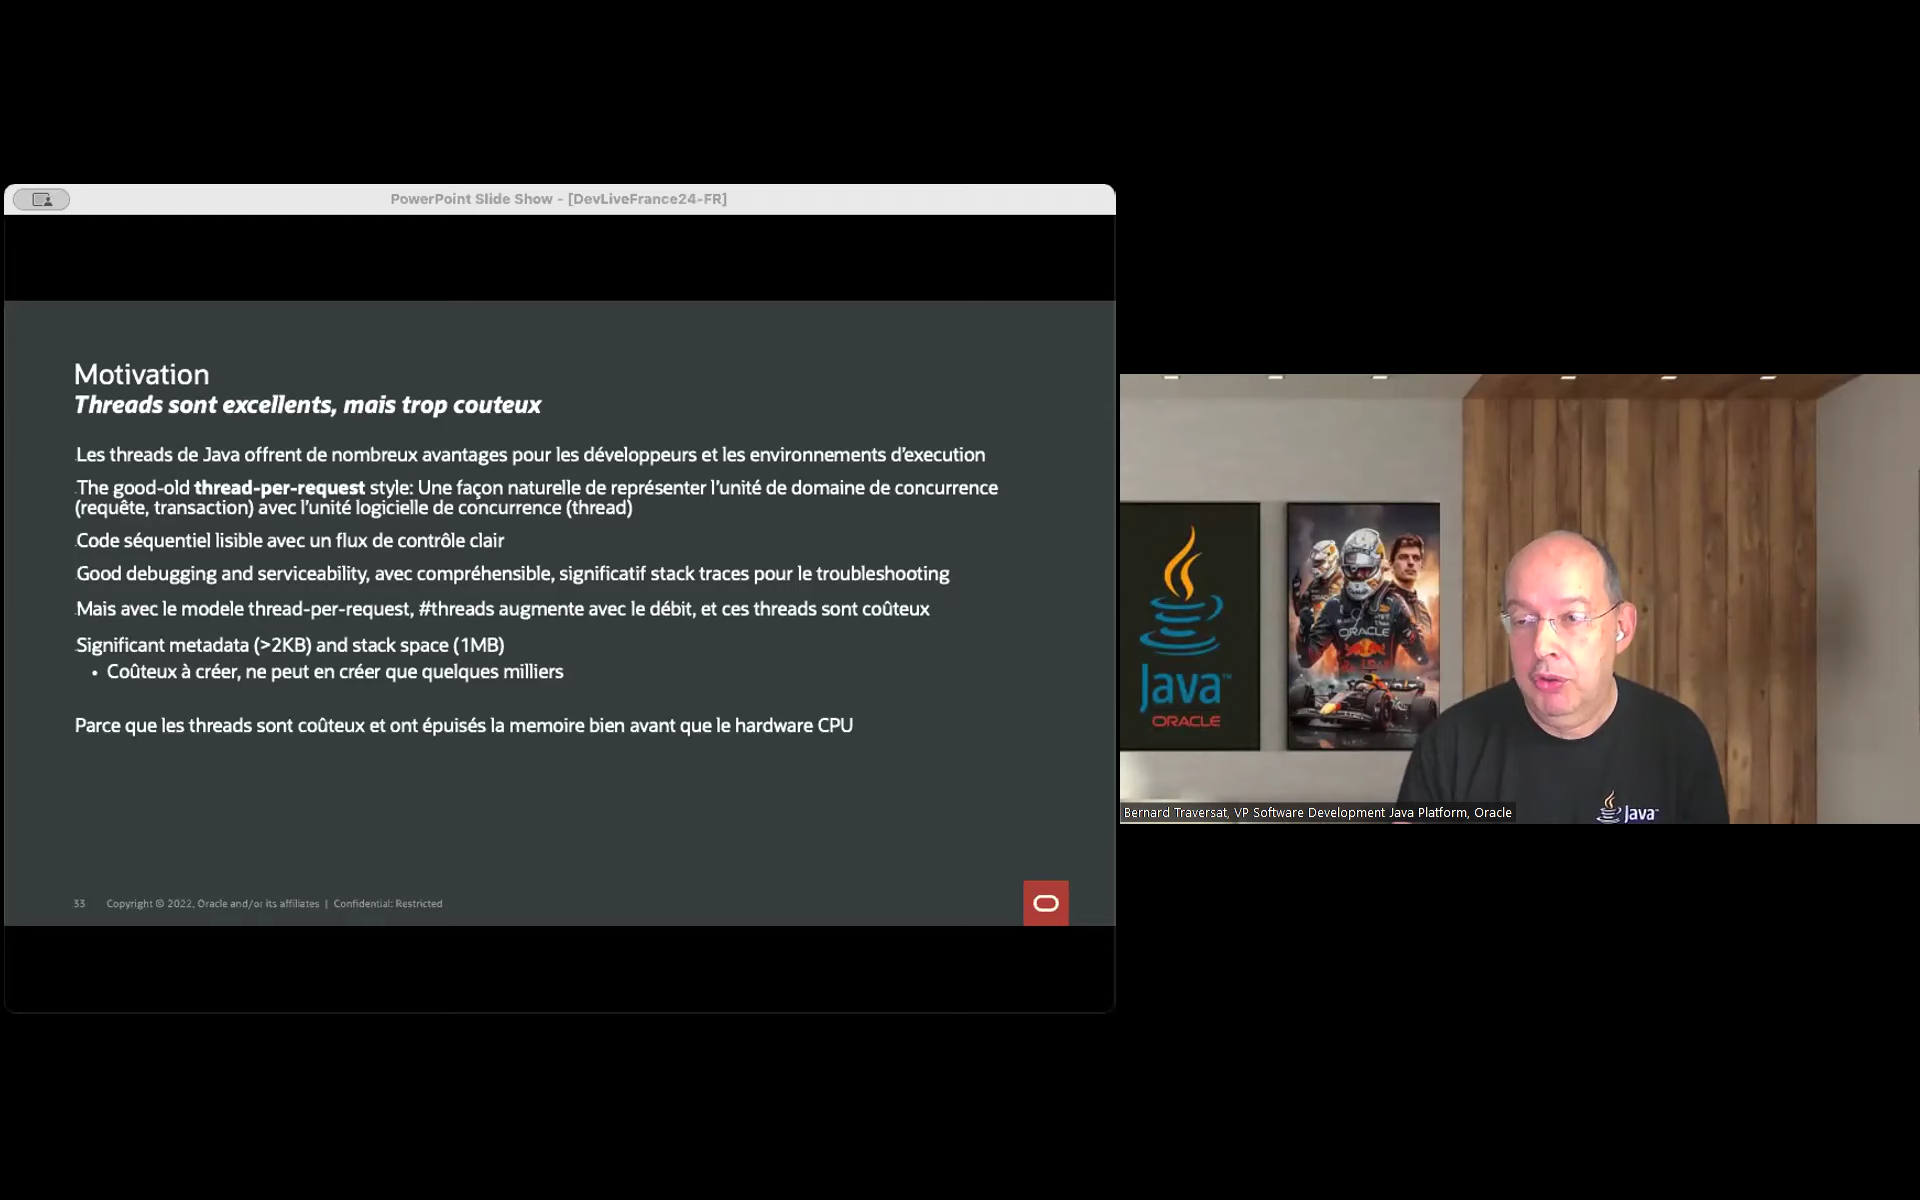 PowerPoint Slide Show - [DevLiveFrance24-FR]
Motivation
Threads sont excellents, mais trop couteux
Les threads de Java offrent de nombreux avantages pour les développeurs et les environnements d'execution
The good-old thread-per-request style: Une façon naturelle de représenter l'unité de domaine de concurrence
(requête, transaction) avec l'unité logicielle de concurrence (thread)
Code séquentiel lisible avec un flux de contrôle clair
Good debugging and serviceability, avec compréhensible, significatif stack traces pour le troubleshooting
Mais avec le modele thread-per-request, #threads augmente avec le débit, et ces threads sont coûteux
Significant metadata (>2KB) and stack space (1MB)
• Coûteux à créer, ne peut en créer que quelques milliers
Parce que les threads sont coûteux et ont épuisés la memoire bien avant que le hardware CPU
33 Copyright © 2022, Oracle and/or its affiliates | Confidential: Restricted
Java™
ORACLE
ORACLE
Red Bull
Java™
Bernard Traversat, VP Software Development Java Platform, Oracle